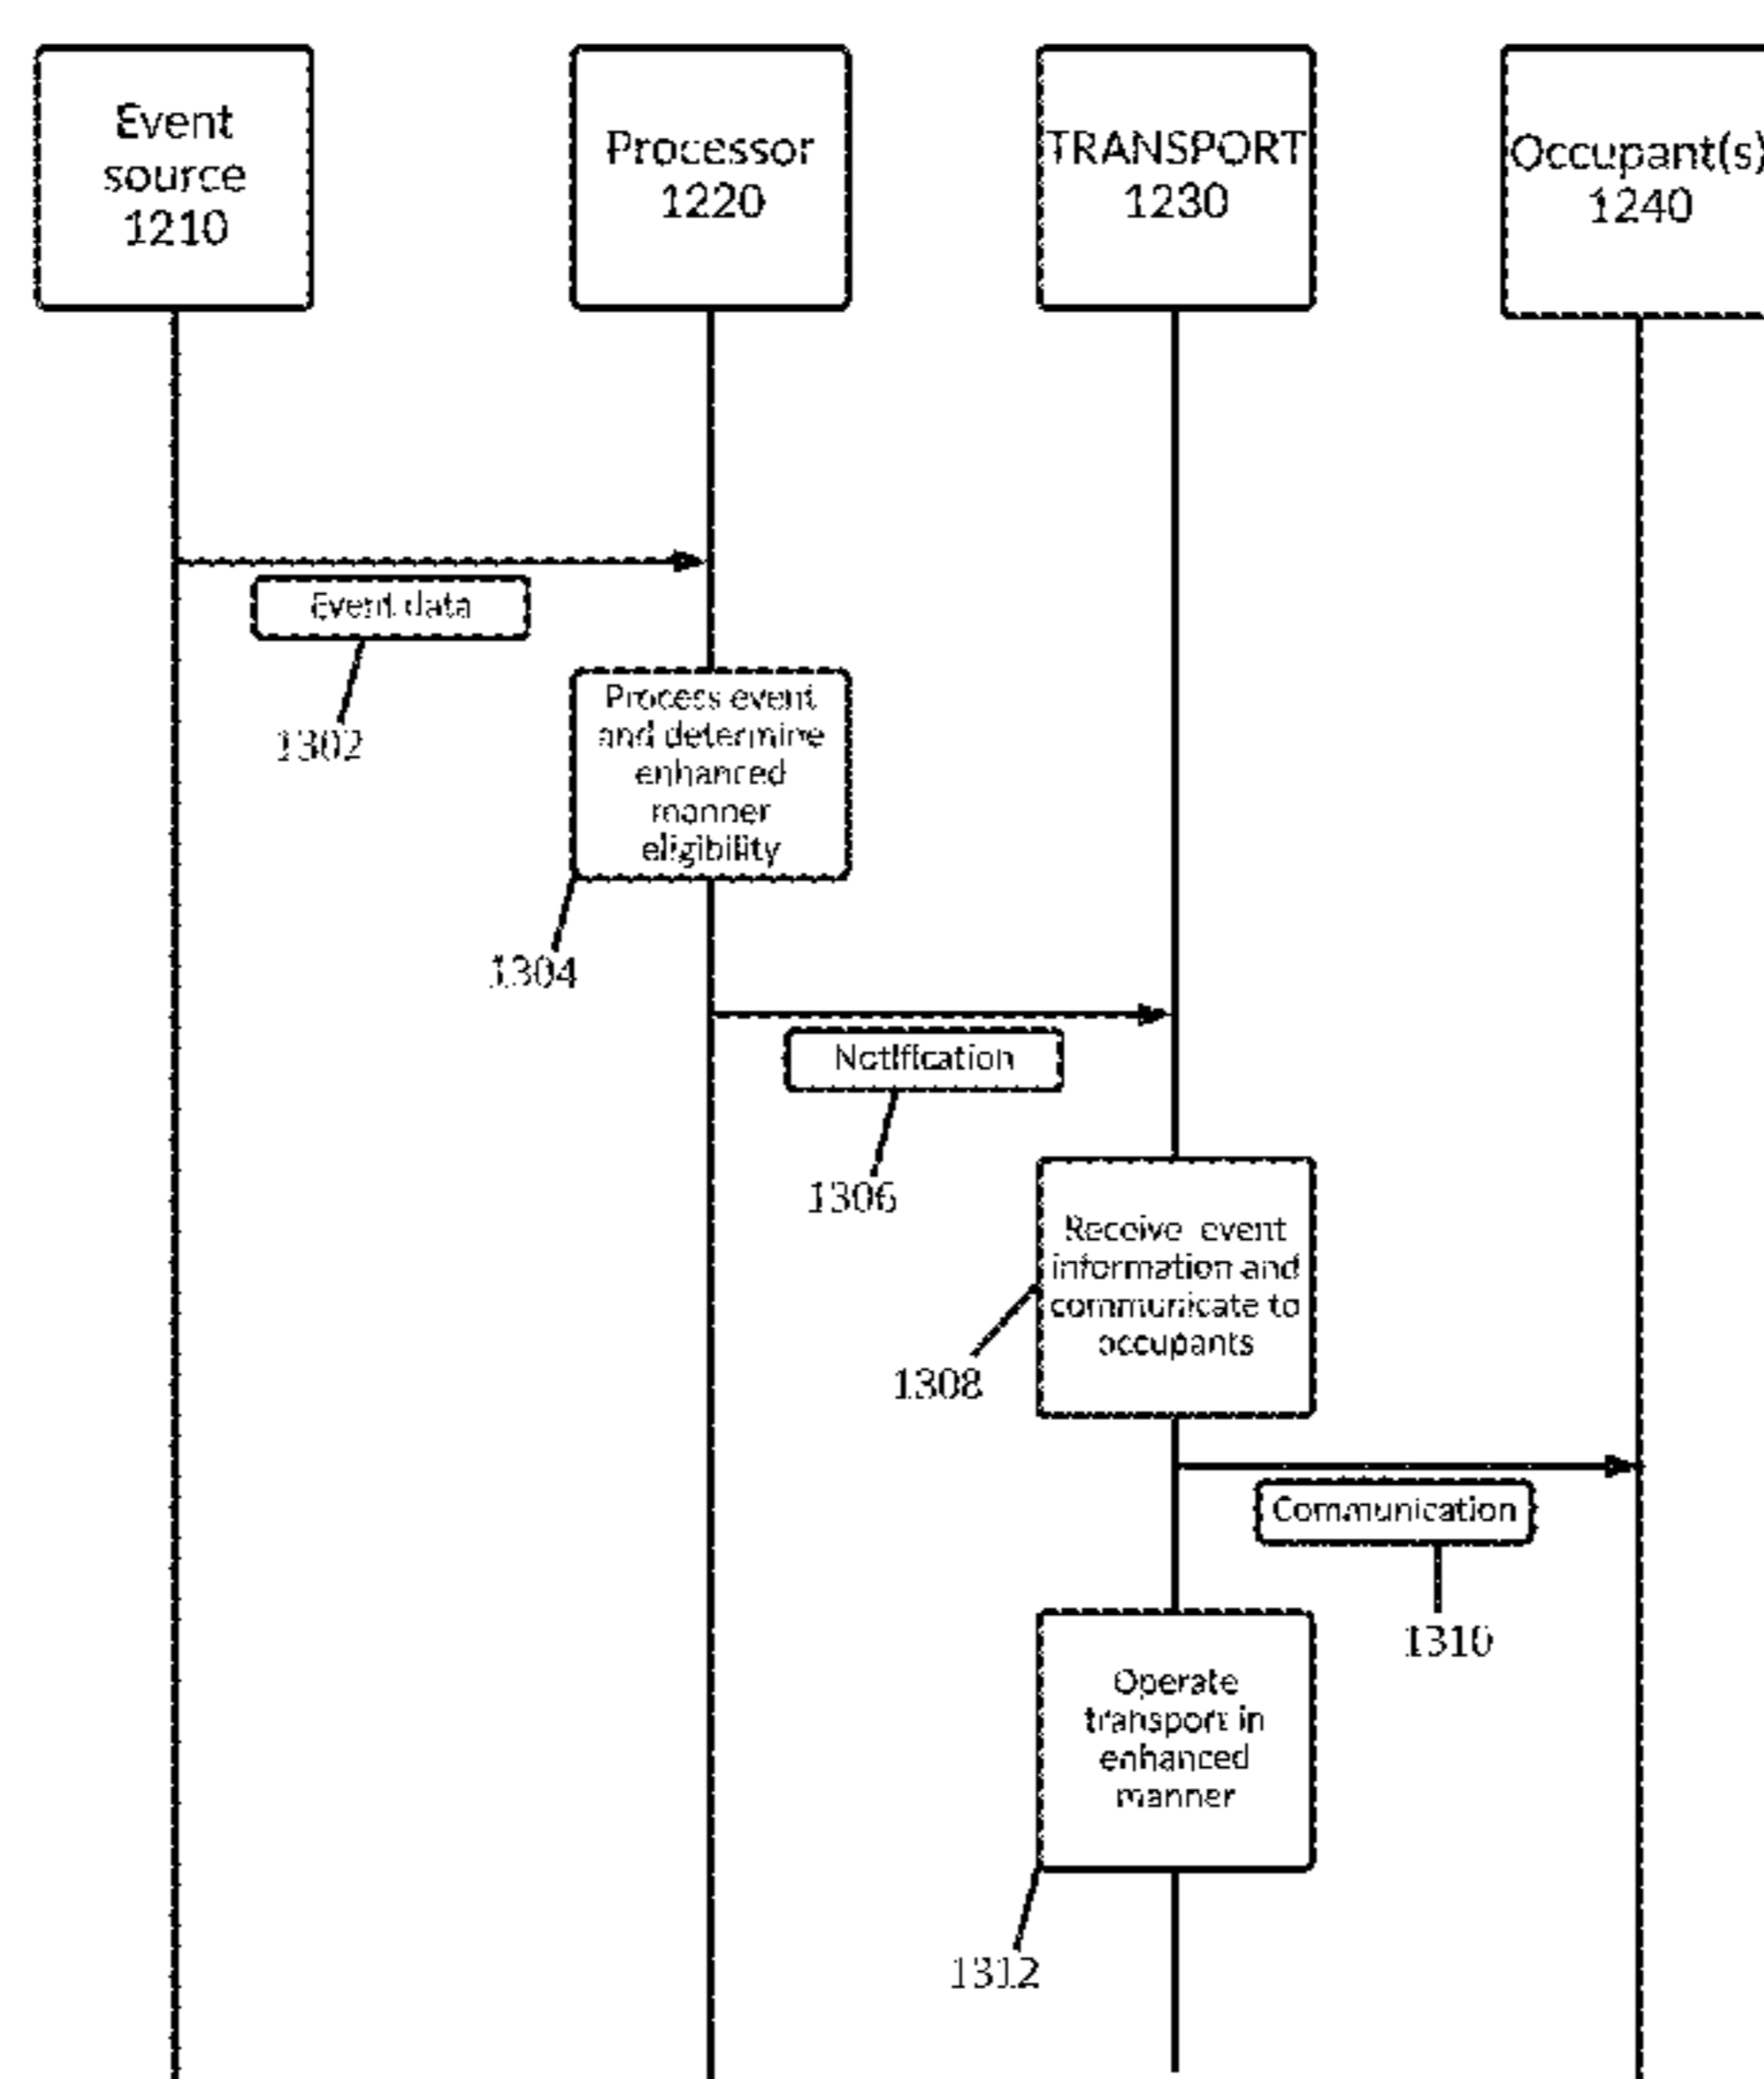 Event
source
1210
Processor
1220
TRANSPORT
1230
Occupant(s)
1240
Event data
1302
Process event
and determine
enhanced
manner
eligibility
1304
Notification
1306
Receive event
information and
communicate to
occupants
1308
Communication
1310
Operate
transport in
enhanced
manner
1312